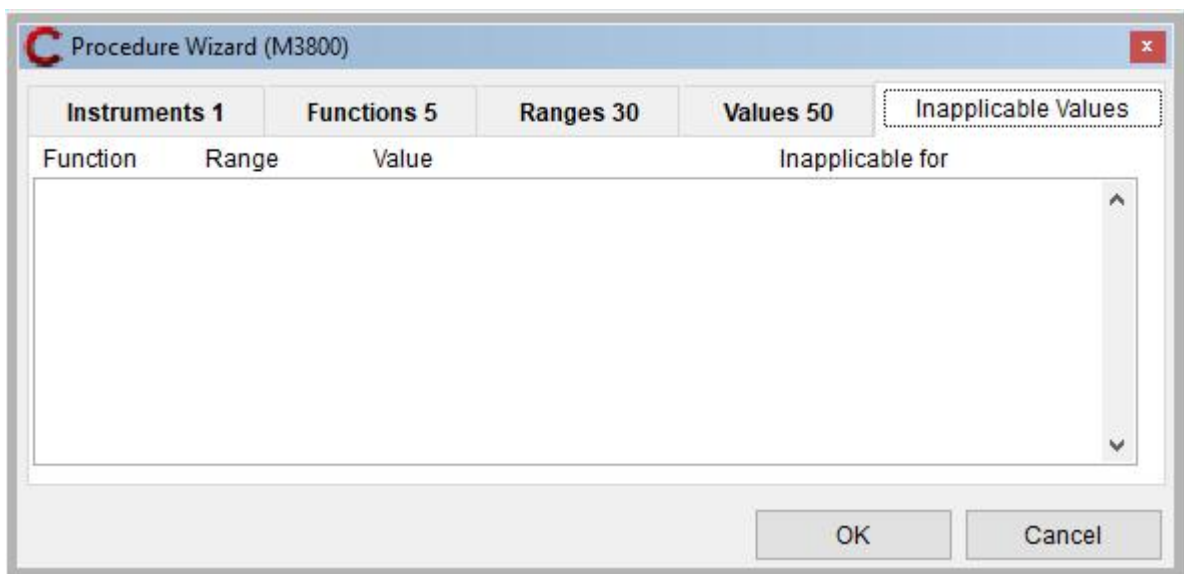 Procedure Wizard (M3800)
Instruments 1 Functions 5 Ranges 30 Values 50 Inapplicable Values
Function Range Value Inapplicable for
OK Cancel